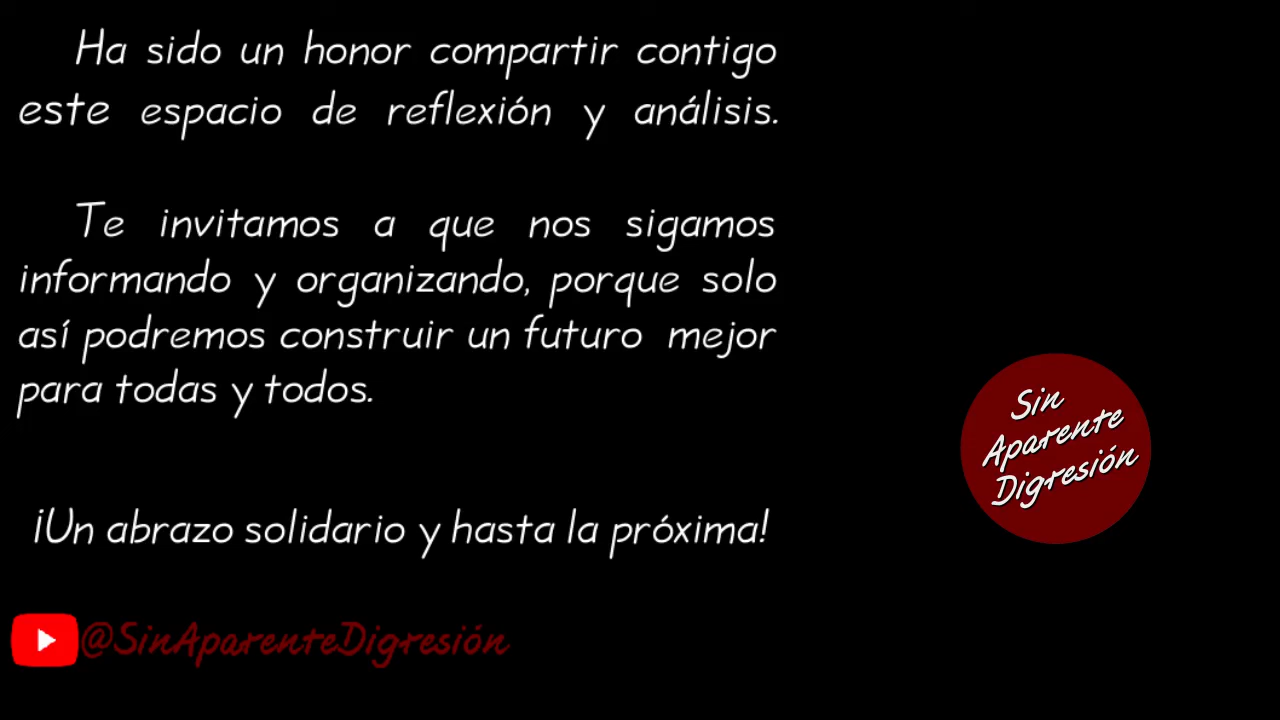 Ha sido un honor compartir contigo
este espacio de reflexión y análisis.
Te invitamos a que nos sigamos
informando y organizando, porque solo
así podremos construir un futuro mejor
para todas y todos.
¡Un abrazo solidario y hasta la próxima!
Sin
Aparente
Digresión
@SinAparenteDigresión